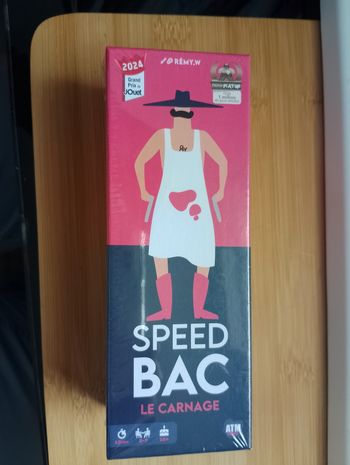 RÉMY.W
2024
Grand
Prix du
JOUET
SPEED
BAC
LE CARNAGE
ATM